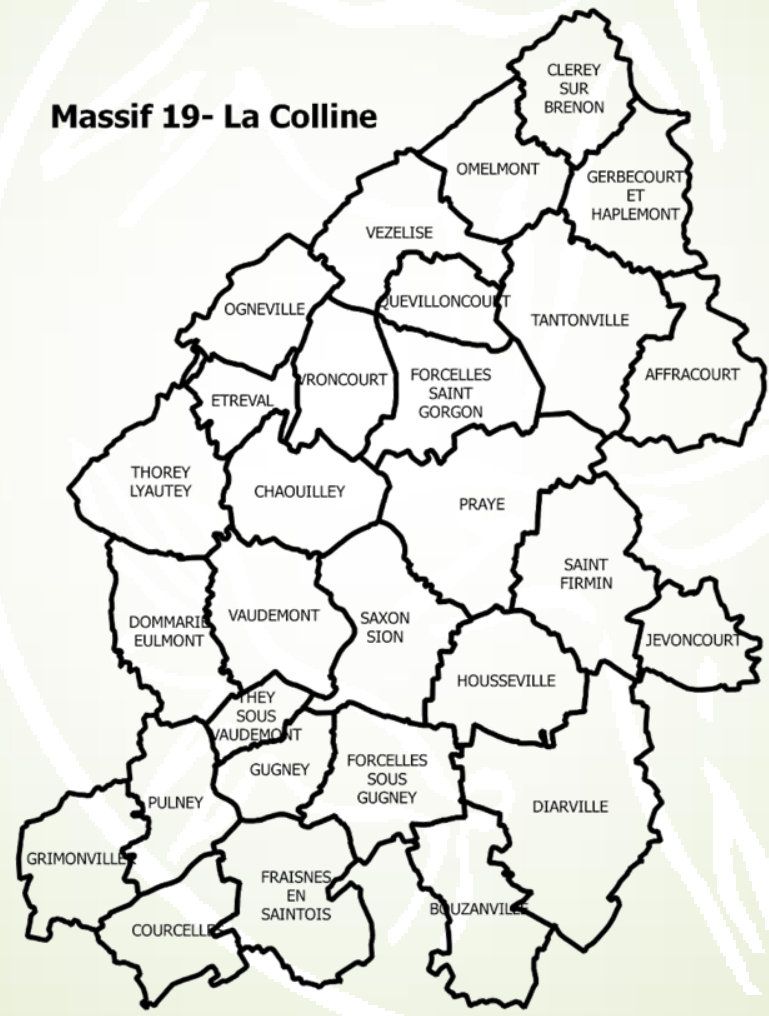 Massif 19- La Colline
CLEREY
SUR
BRENON
OMELMONT
GERBECOURT
ET
HAPLEMONT
VEZELISE
OGNEVILLE
QUEVILLONCOURT
TANTONVILLE
ETREVAL
VRONCOURT
FORCELLES
SAINT
GORGON
AFFRACOURT
THOREY
LYAUTEY
CHAOUILLEY
PRAYE
SAINT
FIRMIN
DOMMARIE
EULMONT
VAUDEMONT
SAXON
SION
JEVONCOURT
HOUSSEVILLE
THEY
SOUS
VAUDEMONT
GUGNEY
FORCELLES
SOUS
GUGNEY
PULNEY
DIARVILLE
GRIMONVILLER
FRAISNES
EN
SAINTOIS
COURCELLES
BOUZANVILLE